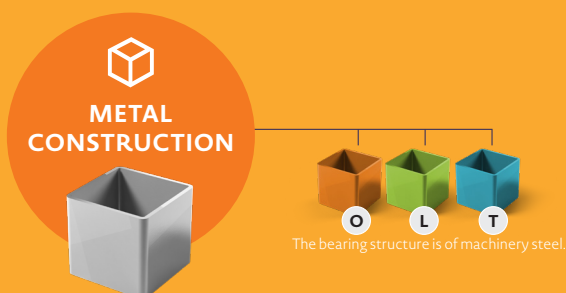 METAL
CONSTRUCTION
O L T
The bearing structure is of machinery steel.